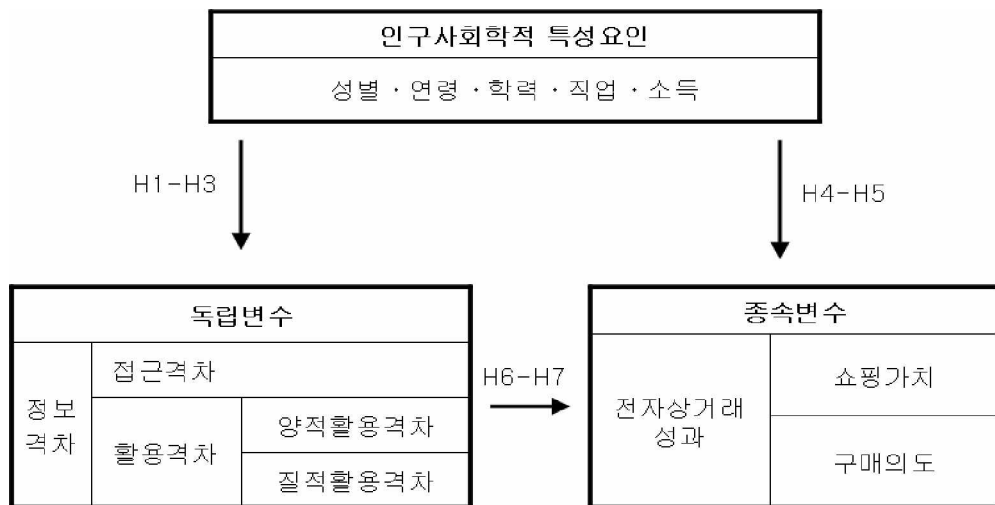 인구사회학적 특성요인
성별 · 연령 · 학력 · 직업 · 소득
H1-H3
H4-H5
독립변수
정보
격차
접근격차
활용격차
양적활용격차
질적활용격차
H6-H7
종속변수
전자상거래
성과
쇼핑가치
구매의도